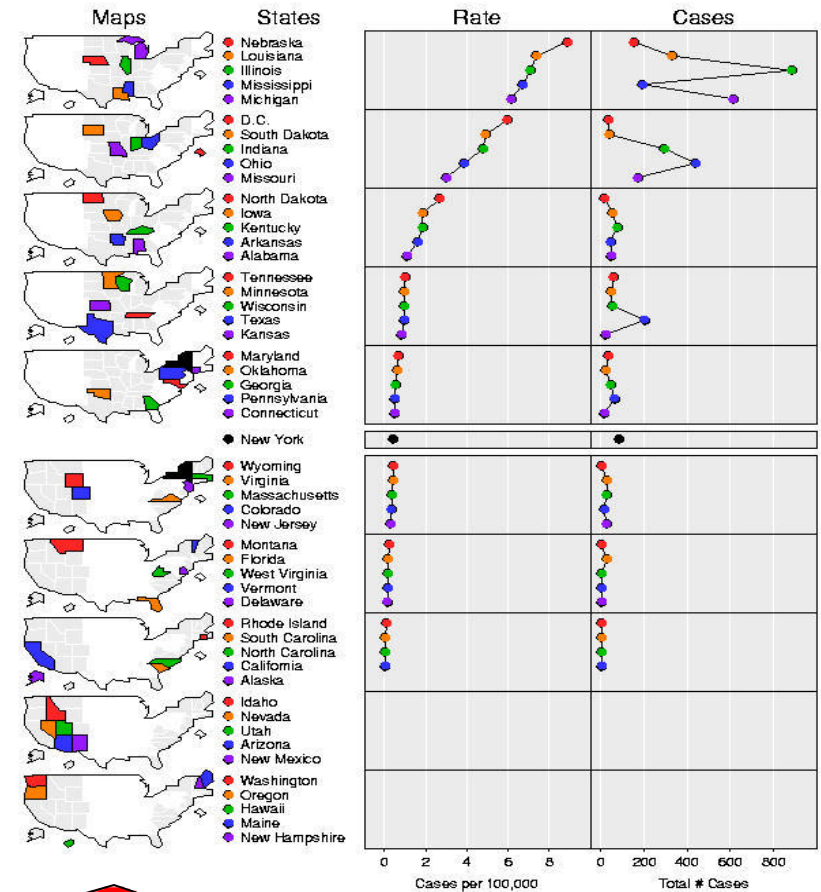 Maps States Rate Cases
Nebraska
Louisiana
Illinois
Mississippi
Michigan
D.C.
South Dakota
Indiana
Ohio
Missouri
North Dakota
Iowa
Kentucky
Arkansas
Alabama
Tennessee
Minnesota
Wisconsin
Texas
Kansas
Maryland
Oklahoma
Georgia
Pennsylvania
Connecticut
New York
Wyoming
Virginia
Massachusetts
Colorado
New Jersey
Montana
Florida
West Virginia
Vermont
Delaware
Rhode Island
South Carolina
North Carolina
California
Alaska
Idaho
Nevada
Utah
Arizona
New Mexico
Washington
Oregon
Hawaii
Maine
New Hampshire
0 2 4 6 8 0 200 400 600 800
Cases per 100,000 Total # Cases